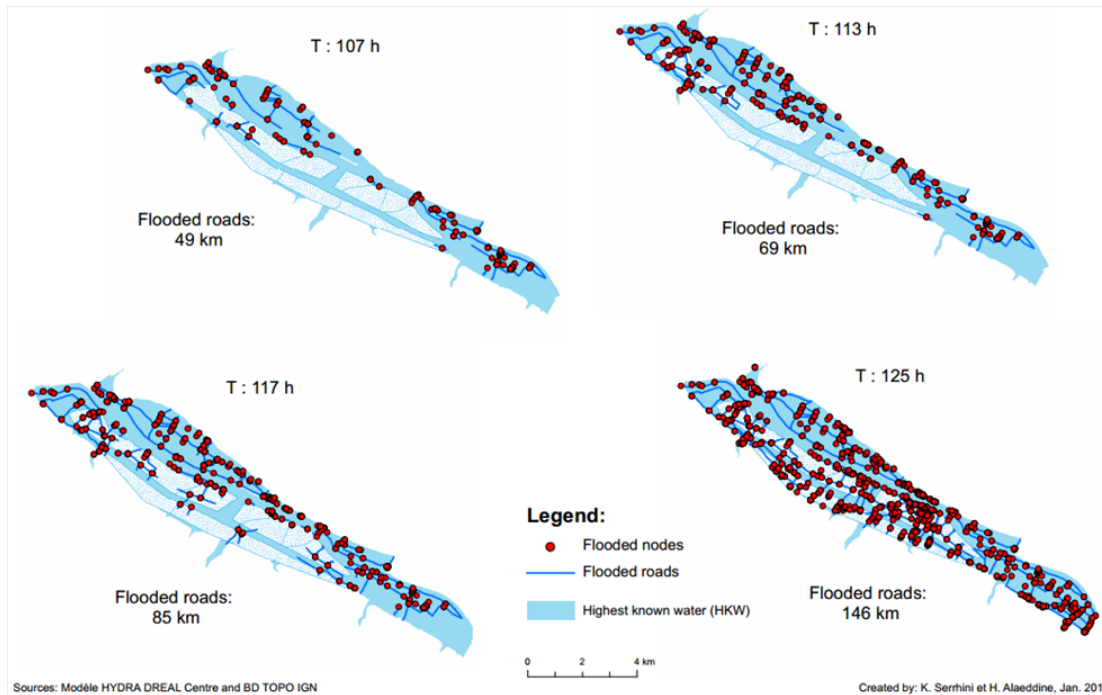 T : 107 h
Flooded roads:
49 km
T : 113 h
Flooded roads:
69 km
T : 117 h
Flooded roads:
85 km
T : 125 h
Flooded roads:
146 km
Legend:
Flooded nodes
Flooded roads
Highest known water (HKW)
0 2 4 km
Sources: Modèle HYDRA DREAL Centre and BD TOPO IGN
Created by: K. Serrhini et H. Alaeddine, Jan. 201